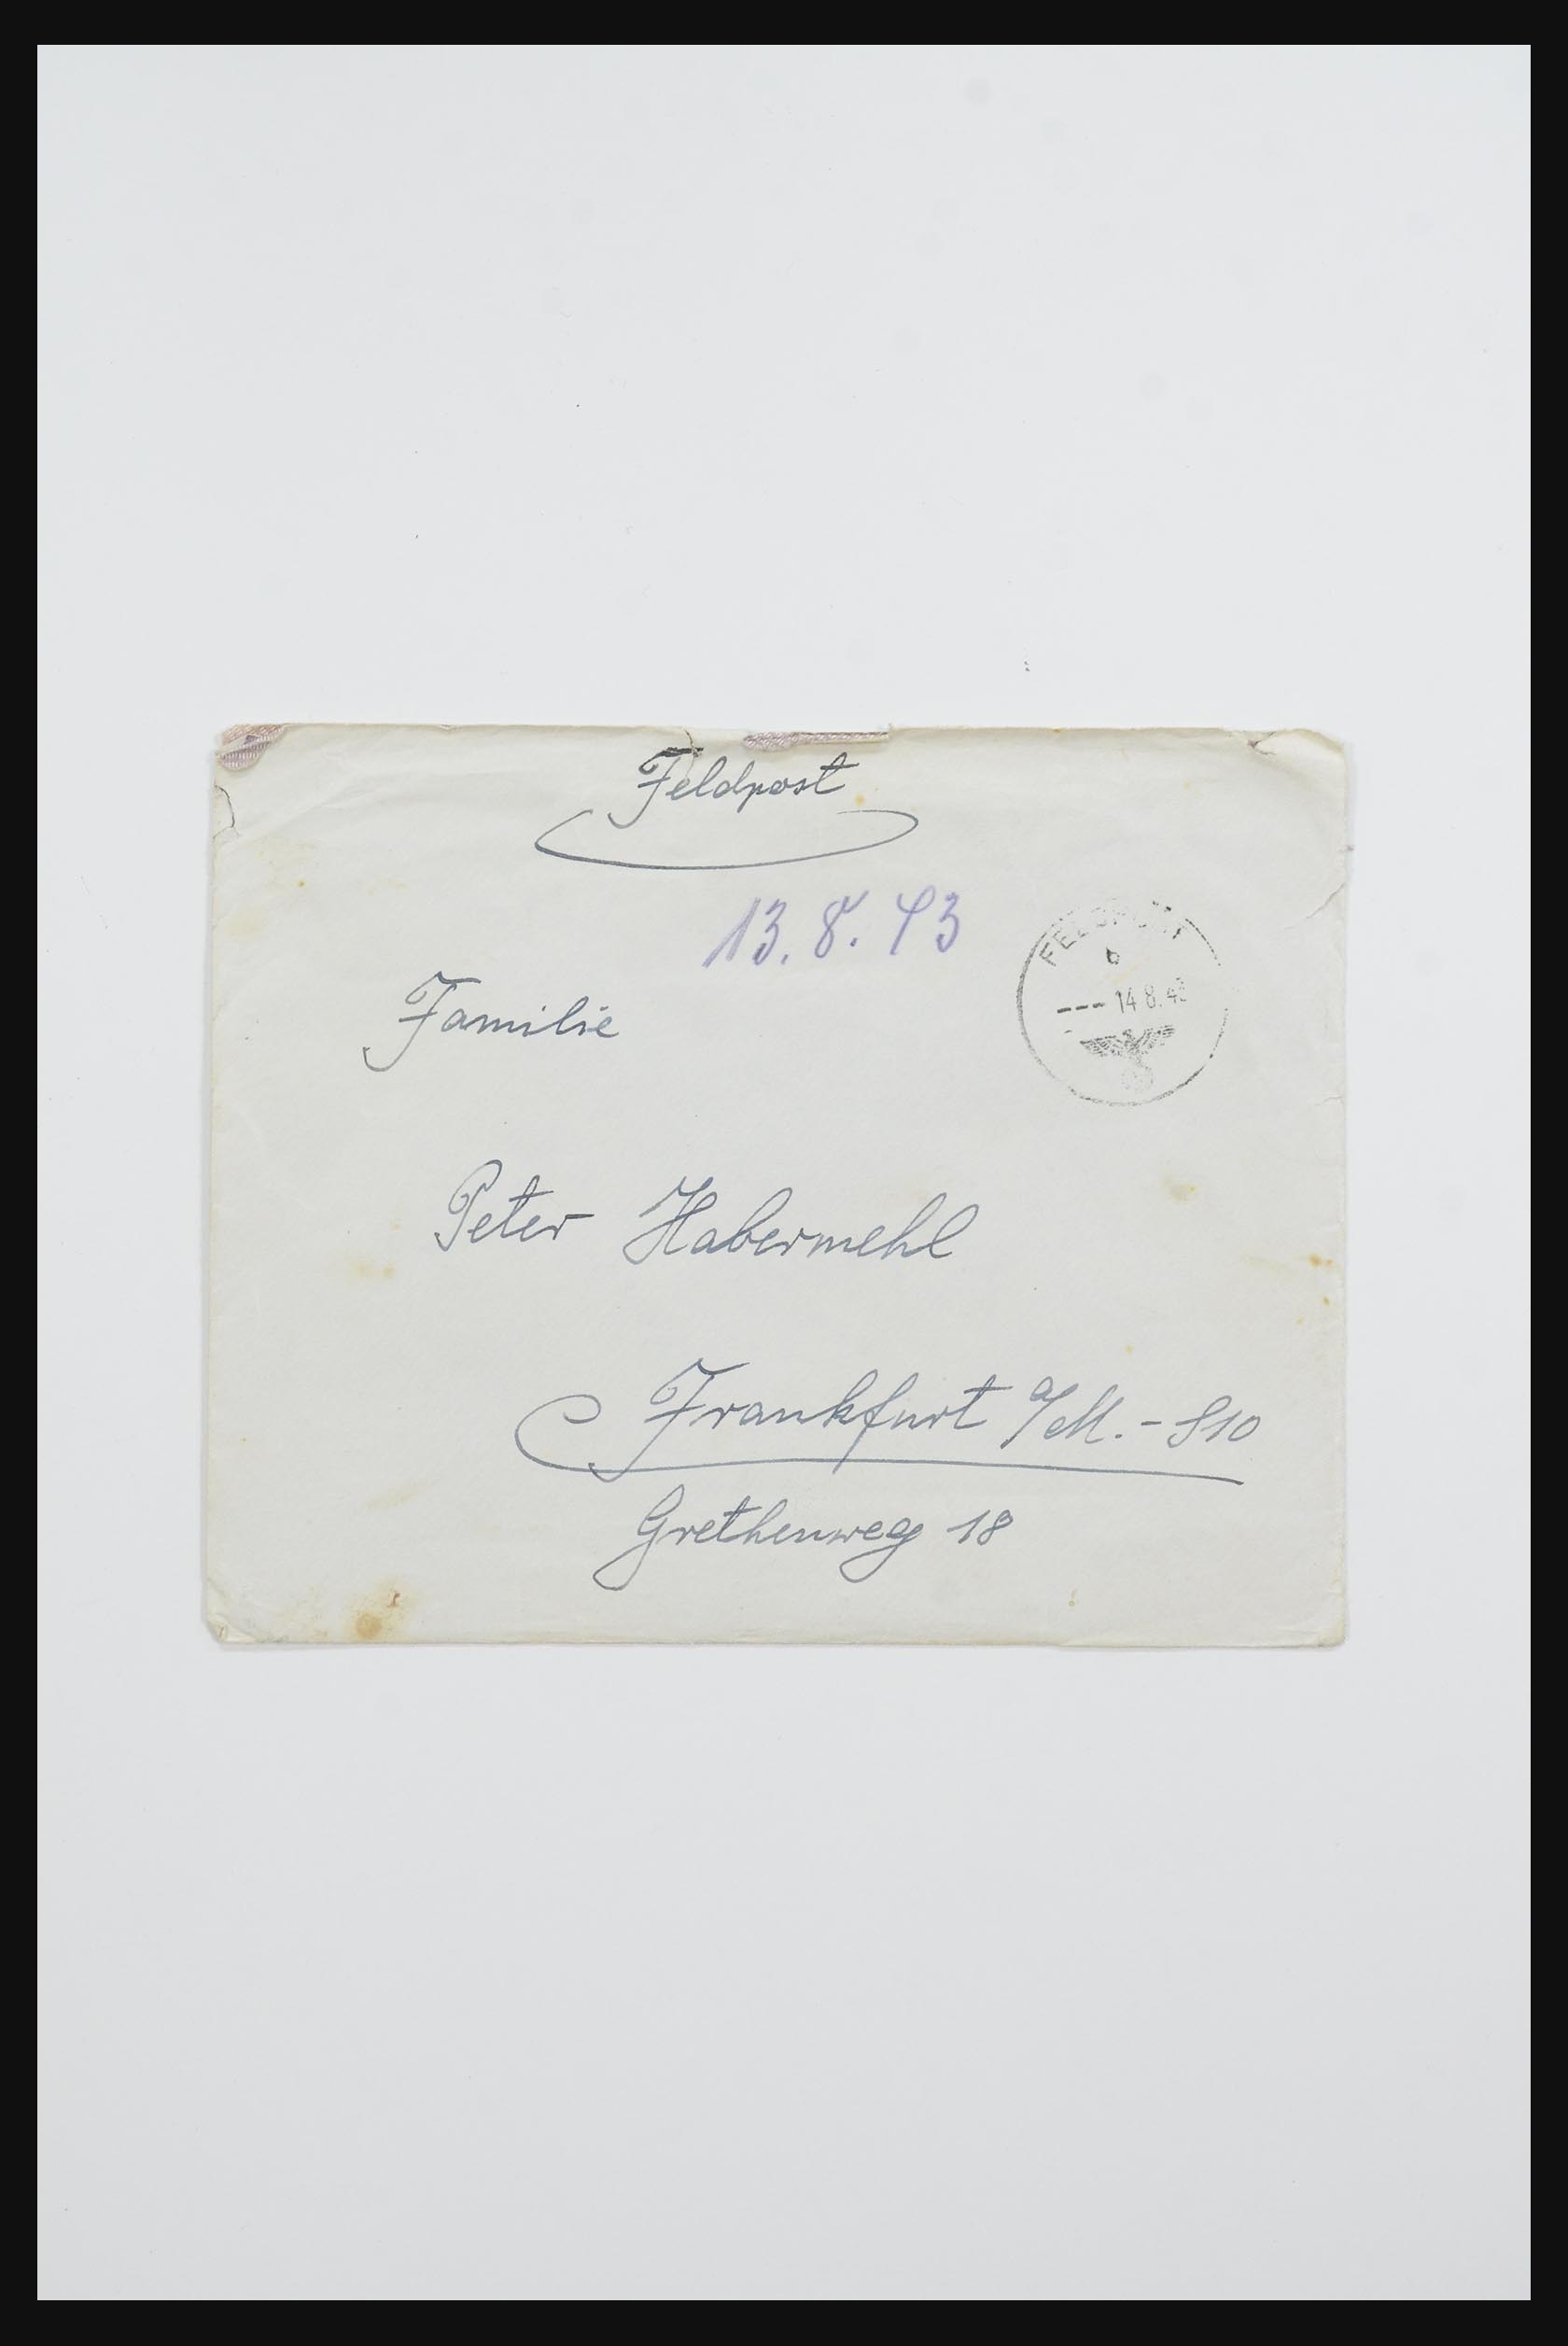 Feldpost
13.8.43
FELDPOST
b
--- 14 8. 43
Familie
Peter Habermehl
Frankfurt a/M. - S10
Grethenweg 18